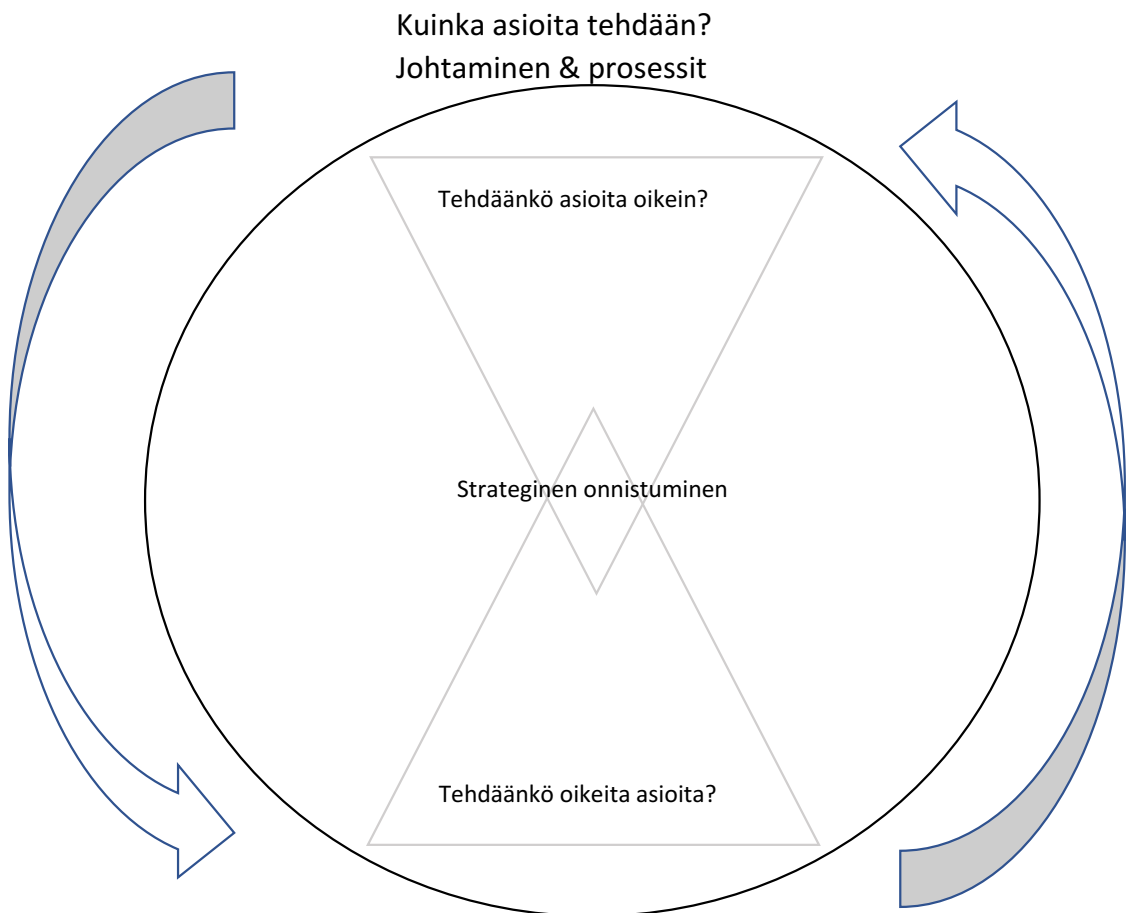 Kuinka asioita tehdään?
Johtaminen & prosessit
Tehdäänkö asioita oikein?
Strateginen onnistuminen
Tehdäänkö oikeita asioita?